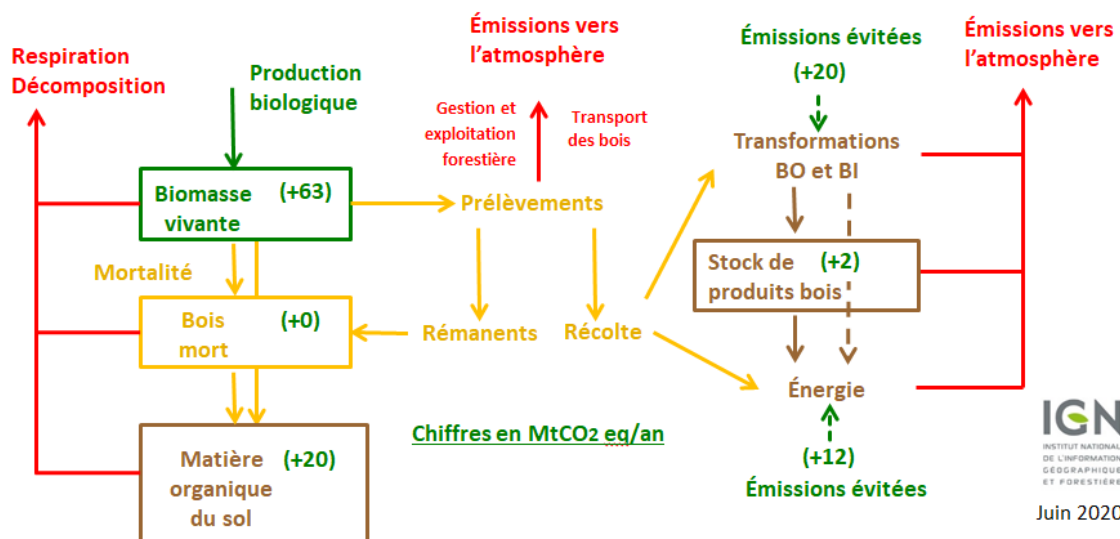 Respiration
Décomposition
Production
biologique
Émissions vers
l'atmosphère
Gestion et
exploitation
forestière
Transport
des bois
Émissions évitées
(+20)
Émissions vers
l'atmosphère
Transformations
BO et BI
Biomasse (+63)
vivante
Prélèvements
Mortalité
Stock de (+2)
produits bois
Bois (+0)
mort
Rémanents
Récolte
Énergie
Chiffres en MtCO2 eq/an
Matière (+20)
organique
du sol
(+12)
Émissions évitées
IGN
INSTITUT NATIONAL
DE L'INFORMATION
GÉOGRAPHIQUE
ET FORESTIÈRE
Juin 2020